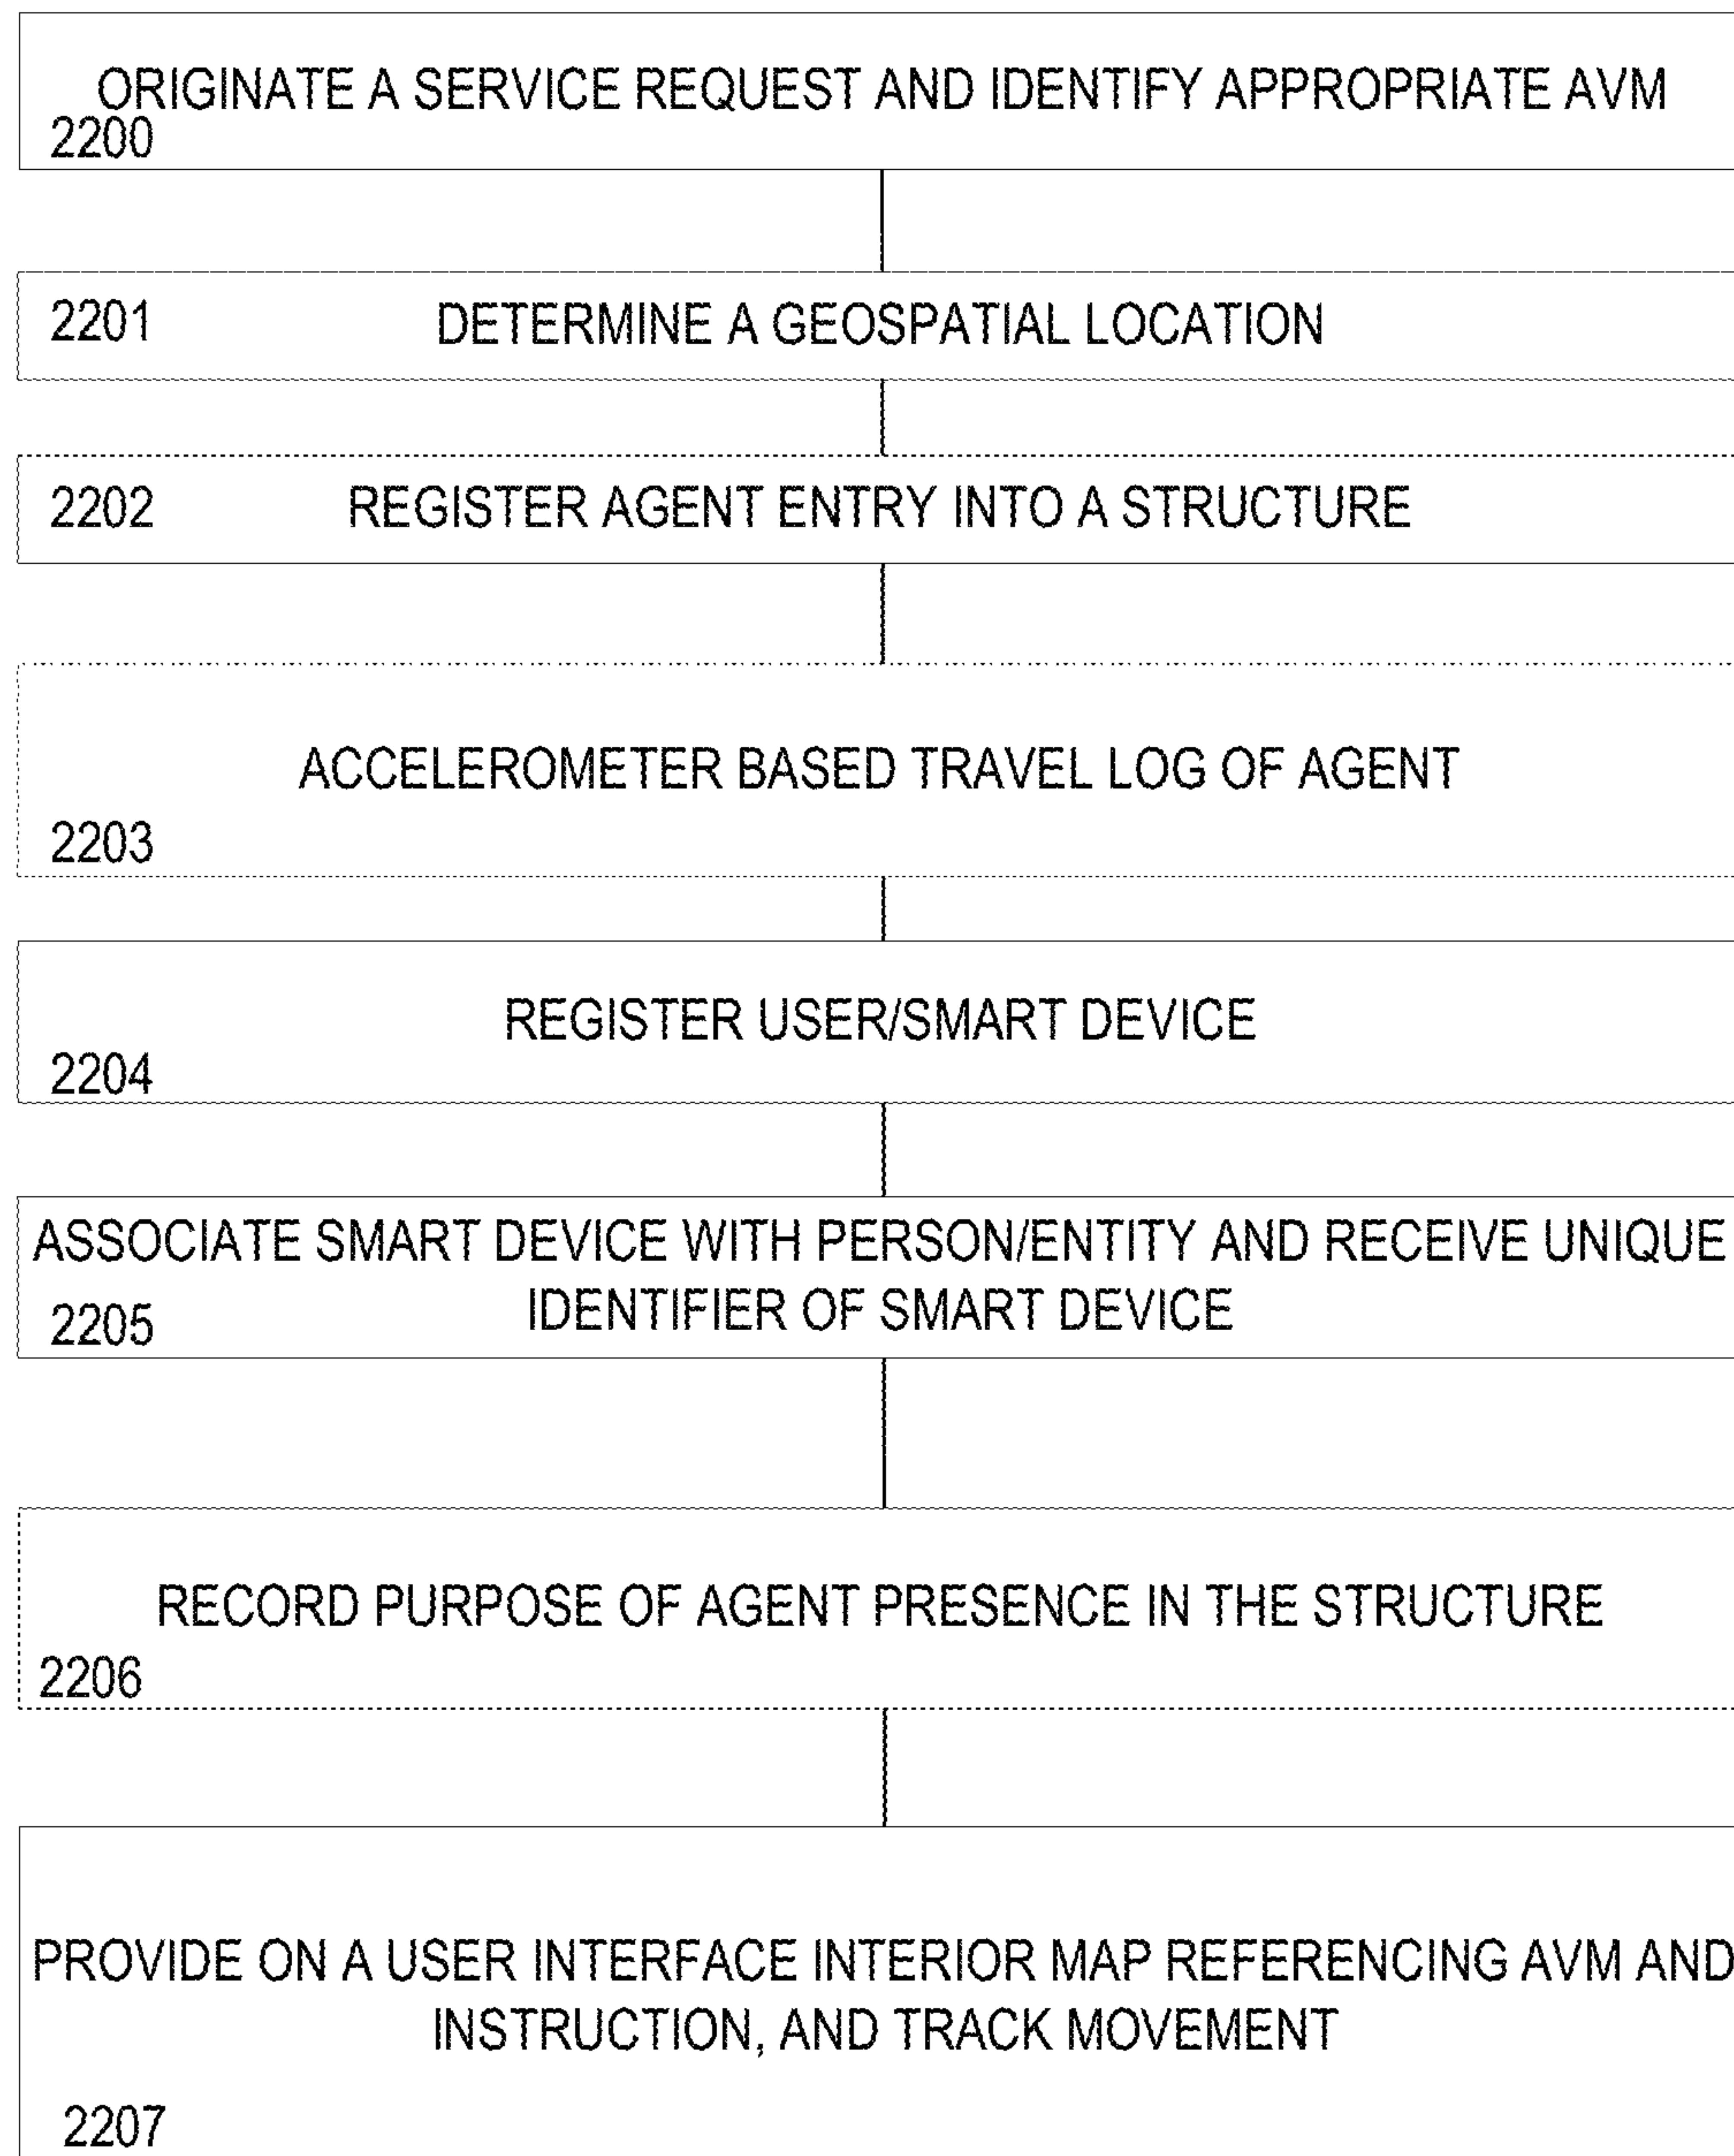 ORIGINATE A SERVICE REQUEST AND IDENTIFY APPROPRIATE AVM
2200
2201 DETERMINE A GEOSPATIAL LOCATION
2202 REGISTER AGENT ENTRY INTO A STRUCTURE
ACCELEROMETER BASED TRAVEL LOG OF AGENT
2203
REGISTER USER/SMART DEVICE
2204
ASSOCIATE SMART DEVICE WITH PERSON/ENTITY AND RECEIVE UNIQUE
2205 IDENTIFIER OF SMART DEVICE
RECORD PURPOSE OF AGENT PRESENCE IN THE STRUCTURE
2206
PROVIDE ON A USER INTERFACE INTERIOR MAP REFERENCING AVM AND
INSTRUCTION, AND TRACK MOVEMENT
2207